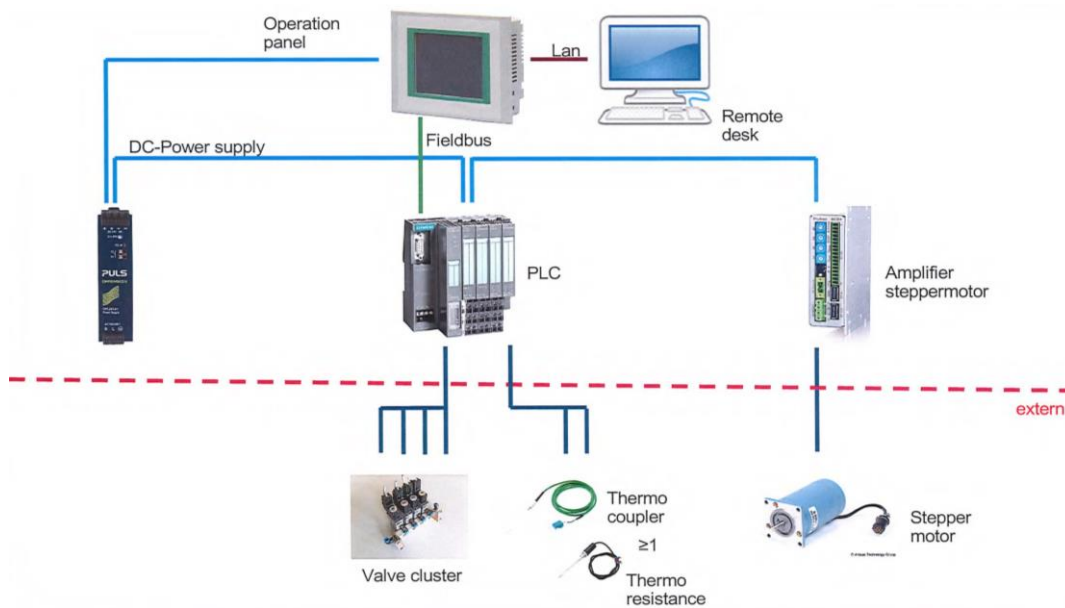 Operation
panel
Lan
Remote
desk
Fieldbus
DC-Power supply
PULS
PLC
Amplifier
steppermotor
extern
Valve cluster
Thermo
coupler
≥1
Thermo
resistance
Stepper
motor